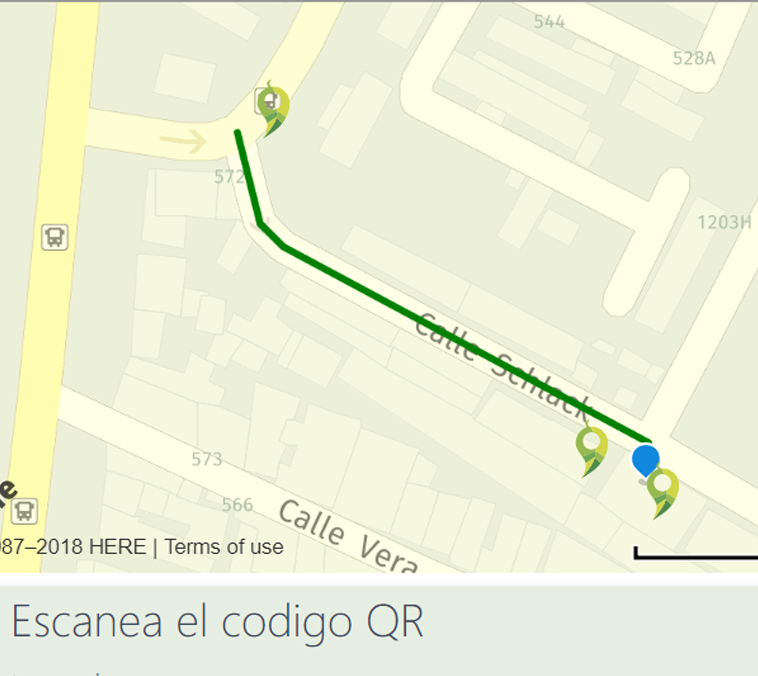 544
528A
572
1203H
Calle Schlack
573
566
Calle Vera
87–2018 HERE | Terms of use
Escanea el codigo QR